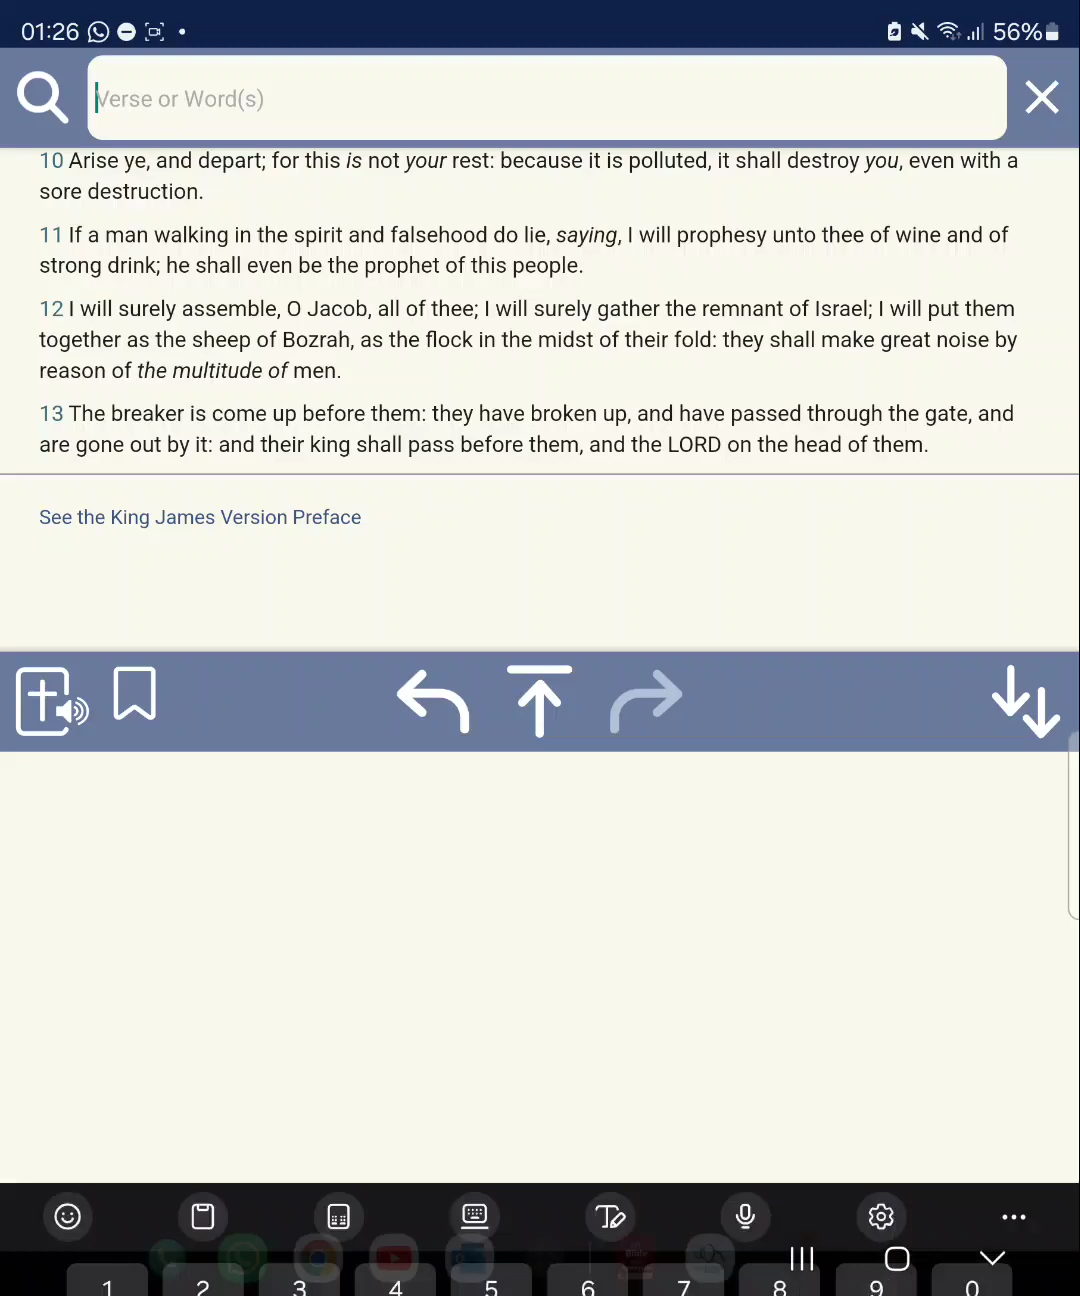 01:26
56%
Verse or Word(s)
10 Arise ye, and depart; for this is not your rest: because it is polluted, it shall destroy you, even with a
sore destruction.
11 If a man walking in the spirit and falsehood do lie, saying, I will prophesy unto thee of wine and of
strong drink; he shall even be the prophet of this people.
12 I will surely assemble, O Jacob, all of thee; I will surely gather the remnant of Israel; I will put them
together as the sheep of Bozrah, as the flock in the midst of their fold: they shall make great noise by
reason of the multitude of men.
13 The breaker is come up before them: they have broken up, and have passed through the gate, and
are gone out by it: and their king shall pass before them, and the LORD on the head of them.
See the King James Version Preface
Bible
1 2 3 4 5 6 7 8 9 0